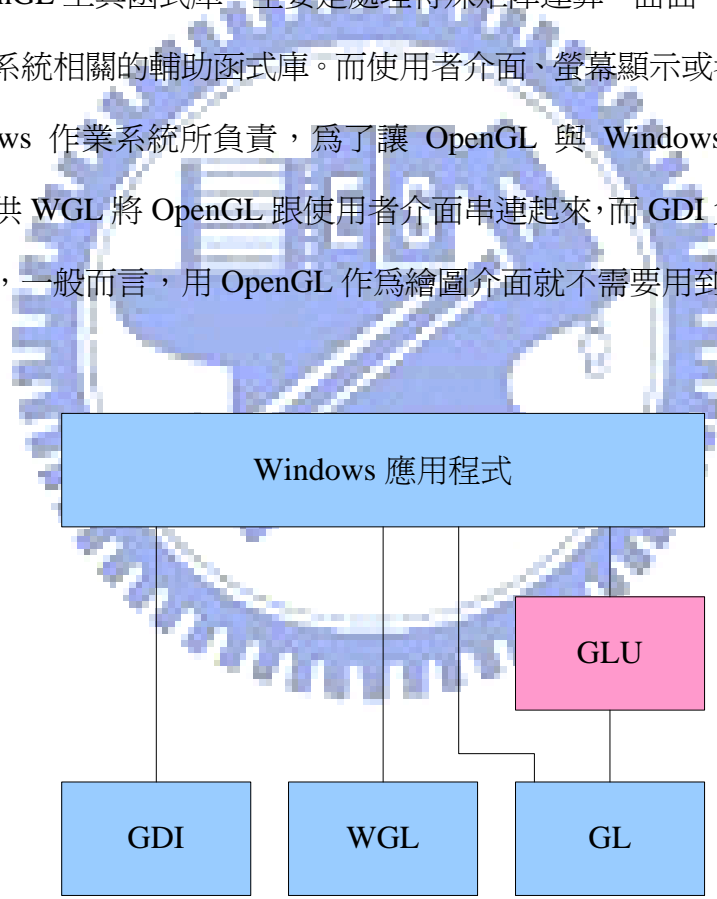 系統相關的輔助函式庫。而使用者介面、螢幕顯示或
ws 作業系統所負責，為了讓 OpenGL 與 Windows
供 WGL 將 OpenGL 跟使用者介面串連起來，而 GDI
，一般而言，用 OpenGL 作為繪圖介面就不需要用到
Windows 應用程式
GLU
GDI
WGL
GL